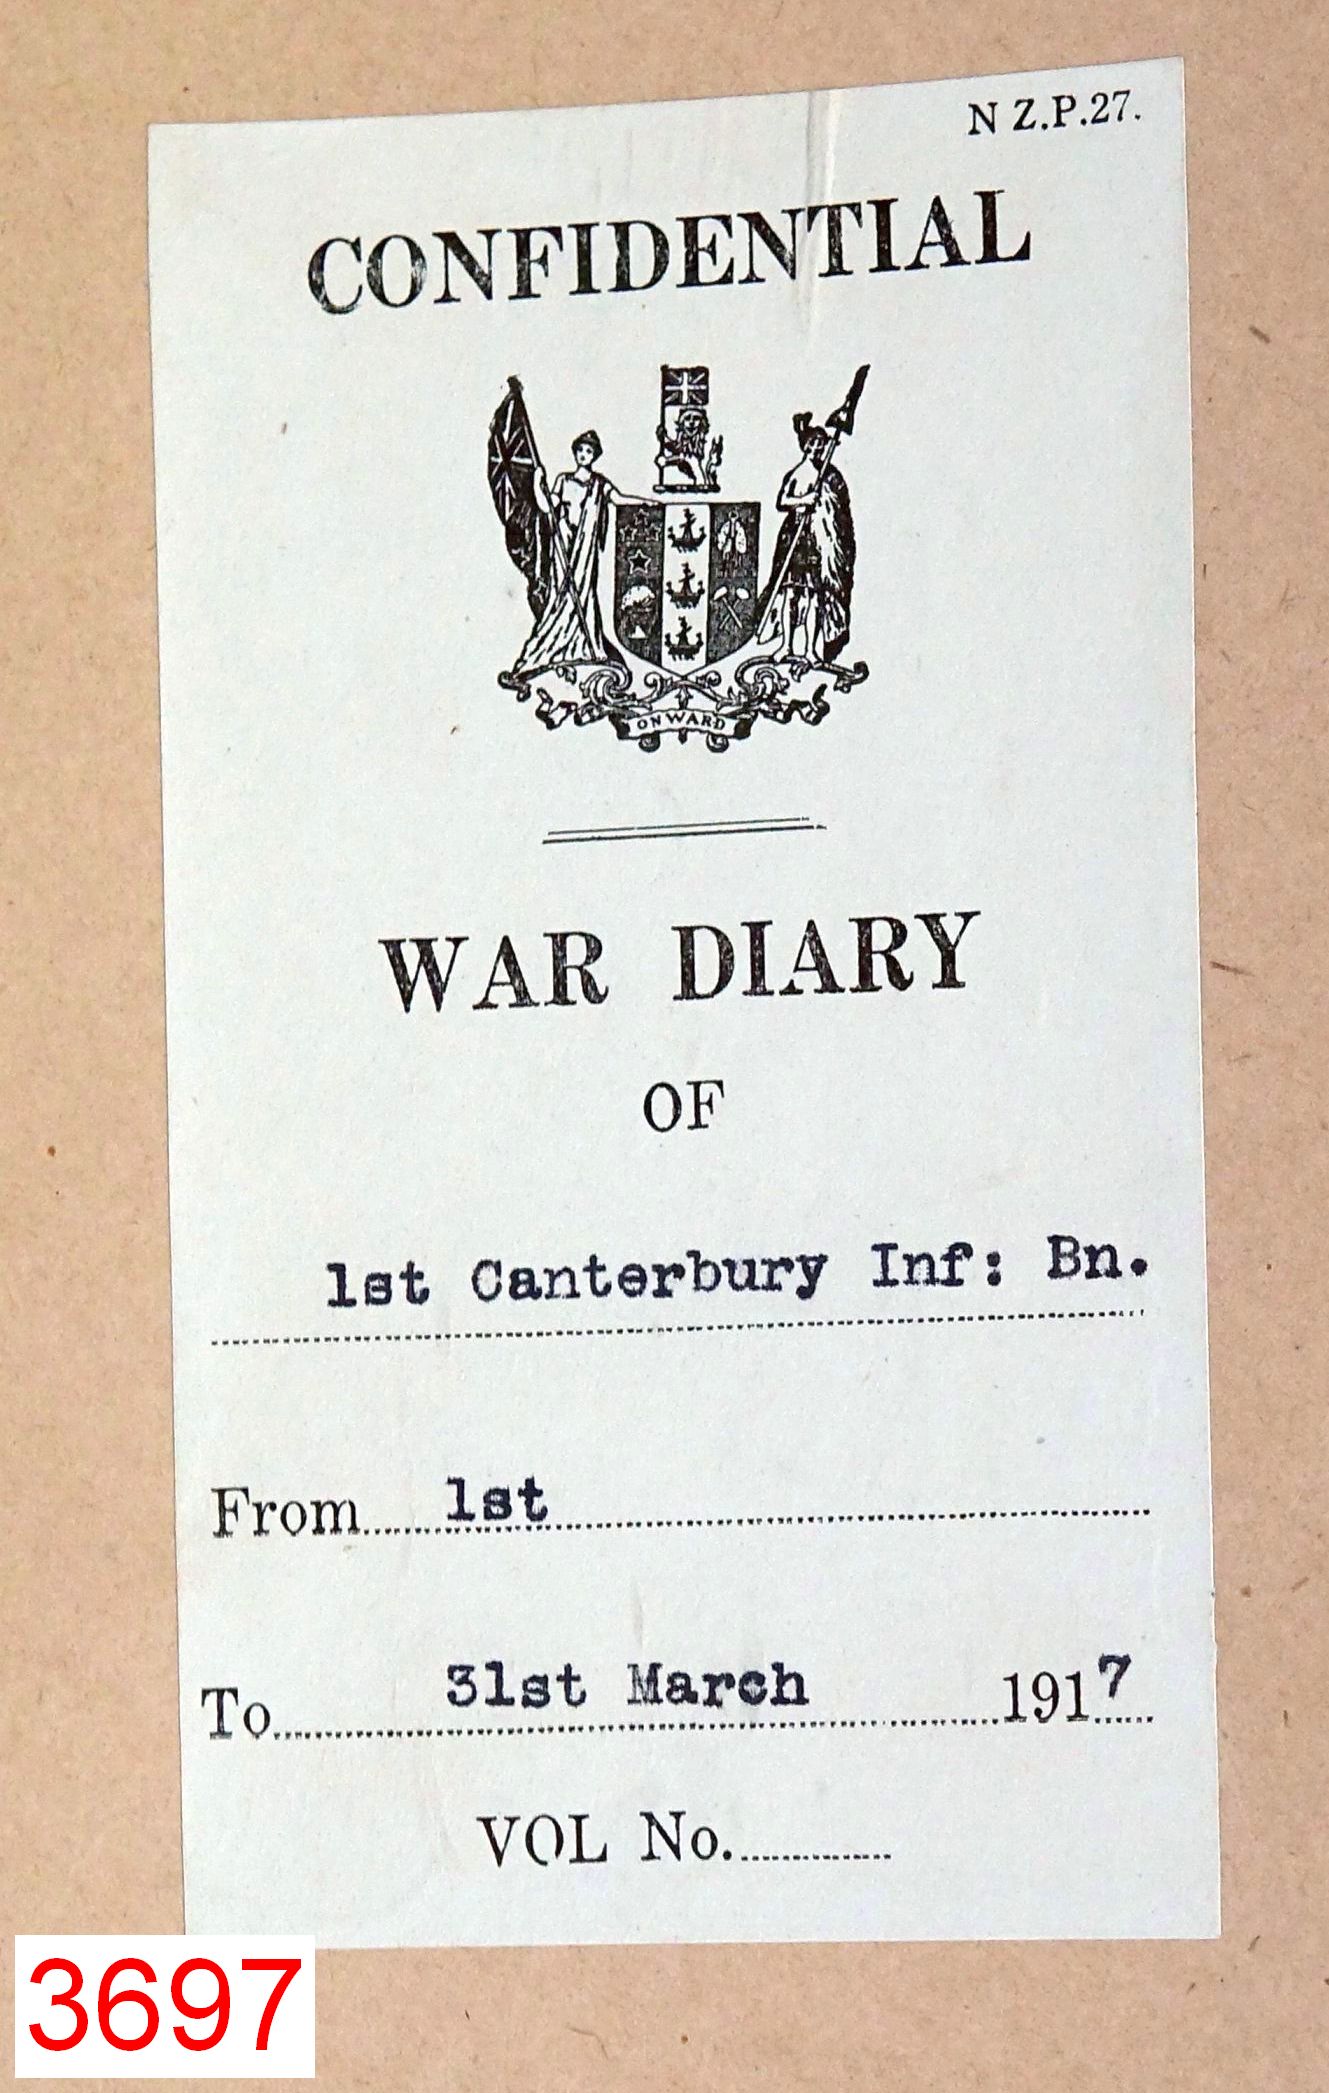 N Z.P.27.
CONFIDENTIAL
ONWARD
WAR DIARY
OF
1st Canterbury Inf: Bn.
From 1st
To 31st March 1917
VOL No.
3697